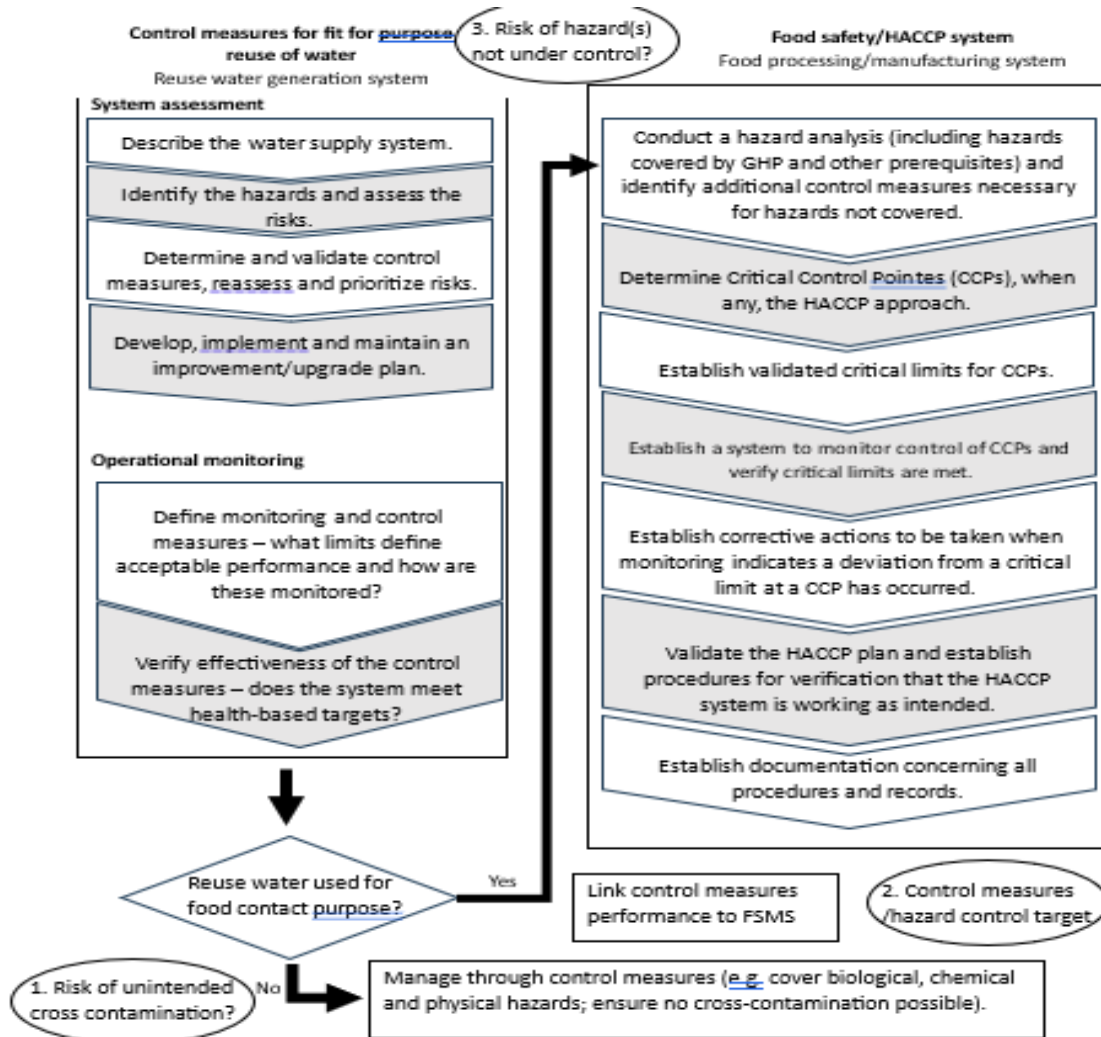 Control measures for fit for purpose
reuse of water
Reuse water generation system
3. Risk of hazard(s)
not under control?
Food safety/HACCP system
Food processing/manufacturing system
System assessment
Describe the water supply system.
Identify the hazards and assess the
risks.
Determine and validate control
measures, reassess and prioritize risks.
Develop, implement and maintain an
improvement/upgrade plan.
Operational monitoring
Define monitoring and control
measures – what limits define
acceptable performance and how are
these monitored?
Verify effectiveness of the control
measures – does the system meet
health-based targets?
Conduct a hazard analysis (including hazards
covered by GHP and other prerequisites) and
identify additional control measures necessary
for hazards not covered.
Determine Critical Control Pointes (CCPs), when
any, the HACCP approach.
Establish validated critical limits for CCPs.
Establish a system to monitor control of CCPs and
verify critical limits are met.
Establish corrective actions to be taken when
monitoring indicates a deviation from a critical
limit at a CCP has occurred.
Validate the HACCP plan and establish
procedures for verification that the HACCP
system is working as intended.
Establish documentation concerning all
procedures and records.
Reuse water used for
food contact purpose?
Yes
Link control measures
performance to FSMS
2. Control measures
/hazard control target
1. Risk of unintended
cross contamination?
No
Manage through control measures (e.g. cover biological, chemical
and physical hazards; ensure no cross-contamination possible).